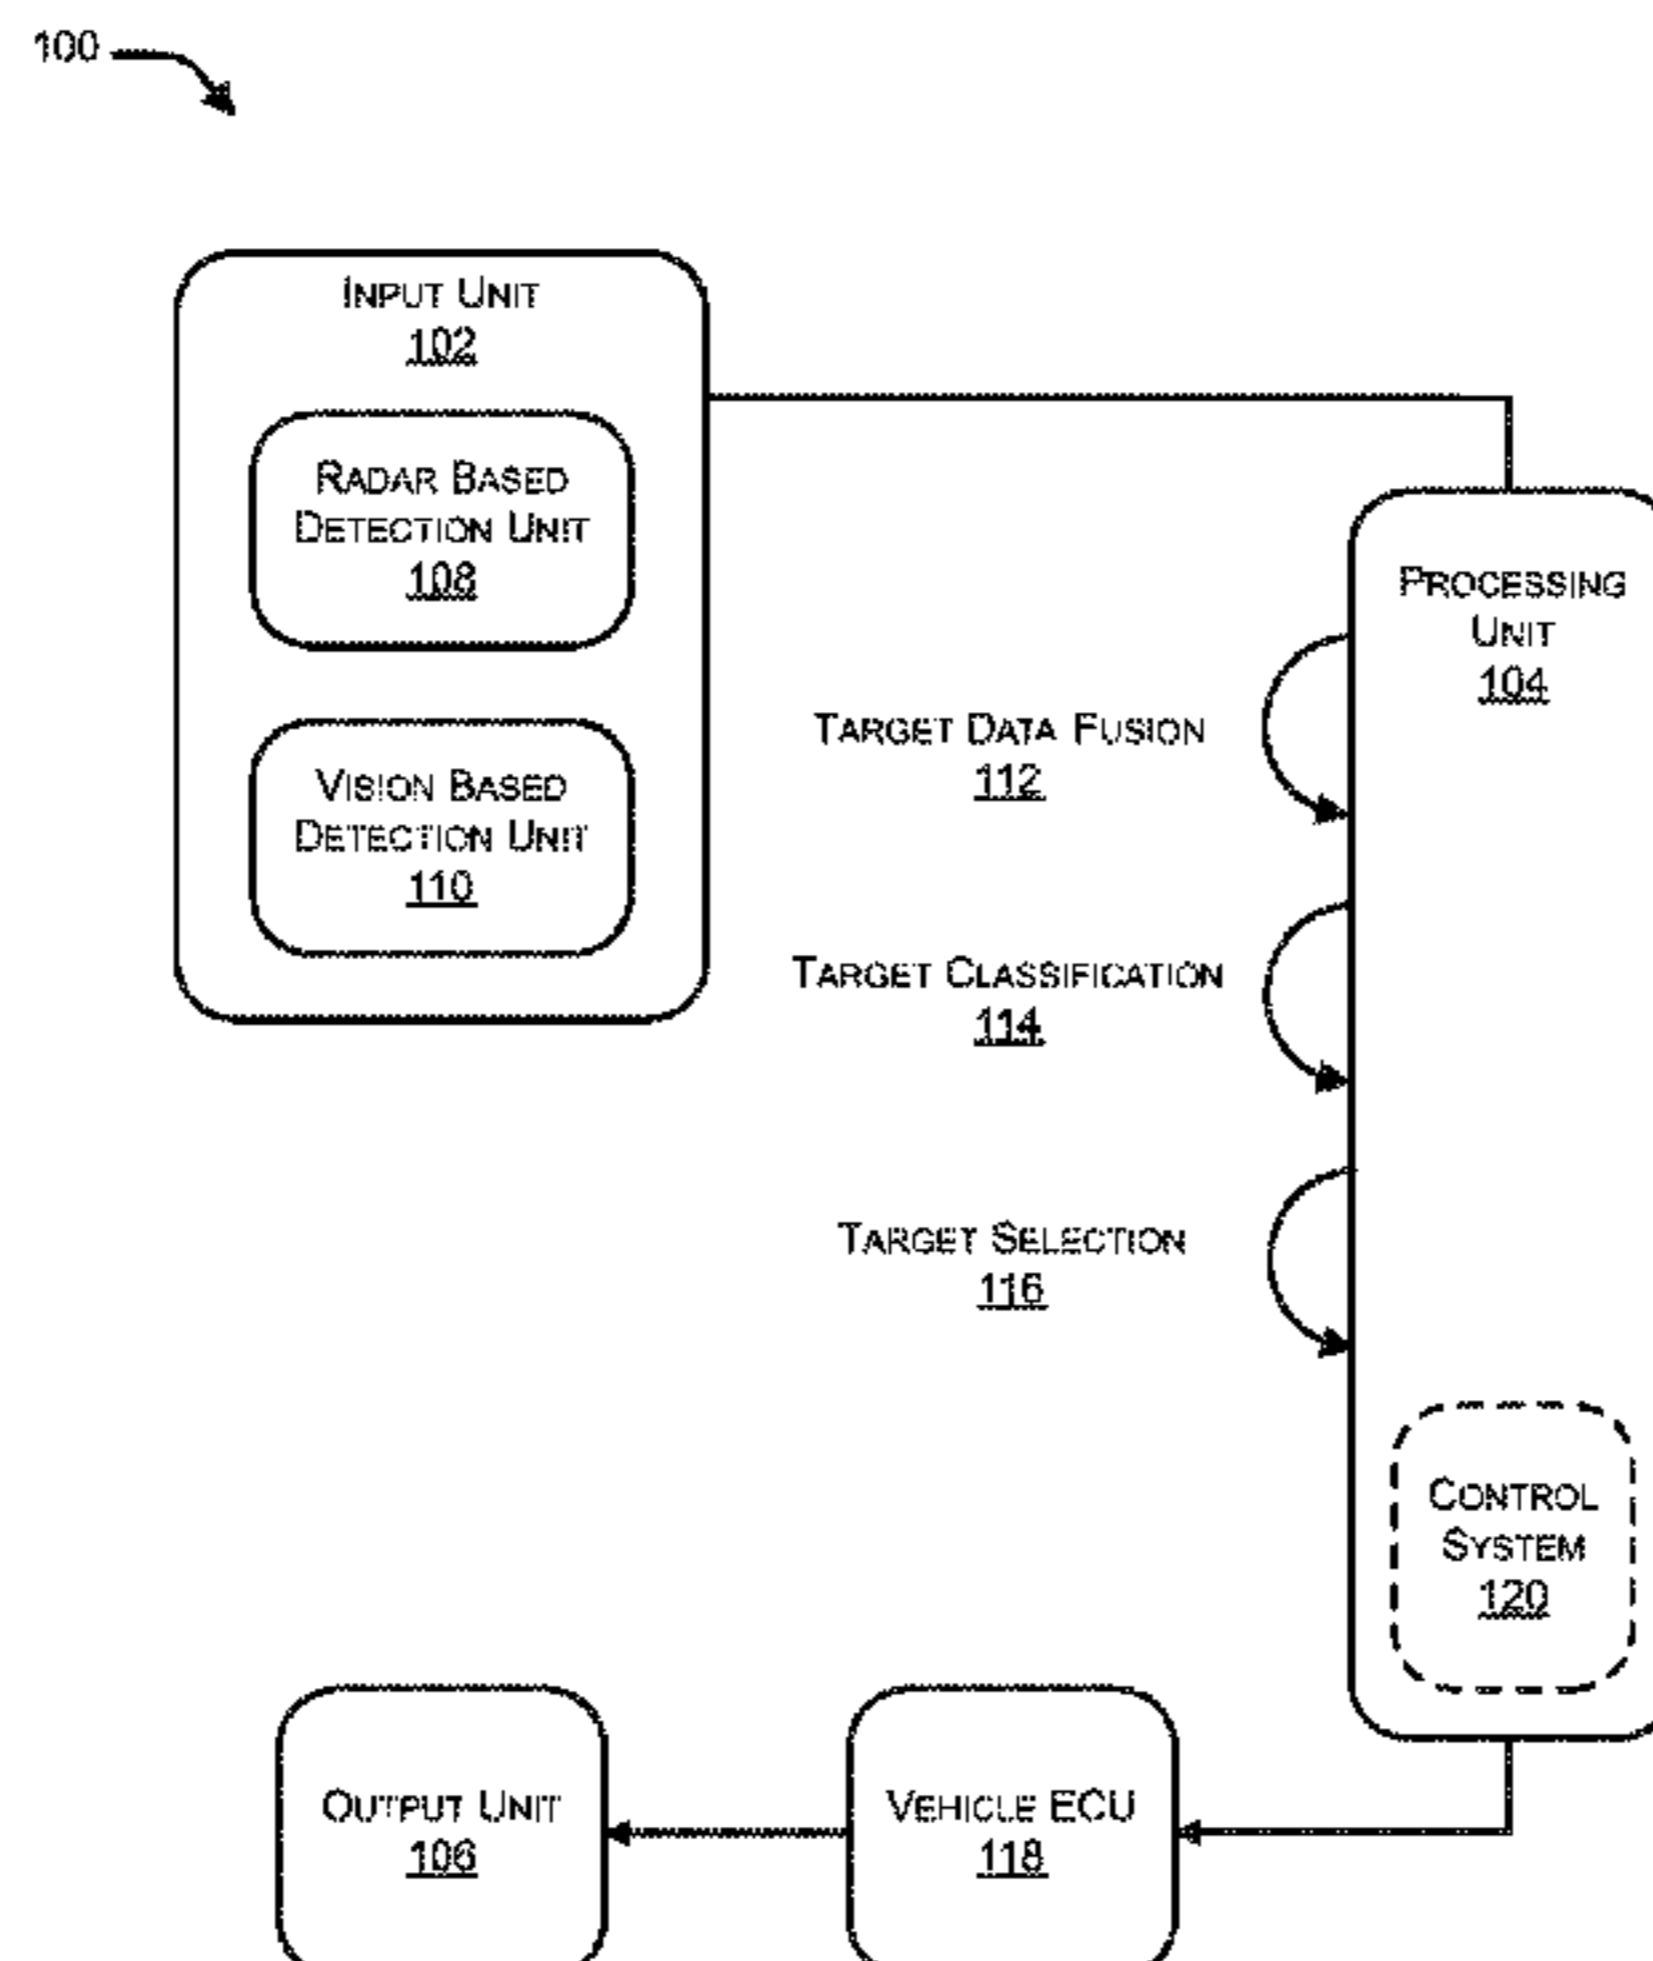 100
INPUT UNIT
102
RADAR BASED
DETECTION UNIT
108
VISION BASED
DETECTION UNIT
110
PROCESSING
UNIT
104
TARGET DATA FUSION
112
TARGET CLASSIFICATION
114
TARGET SELECTION
116
CONTROL
SYSTEM
120
OUTPUT UNIT
106
VEHICLE ECU
118